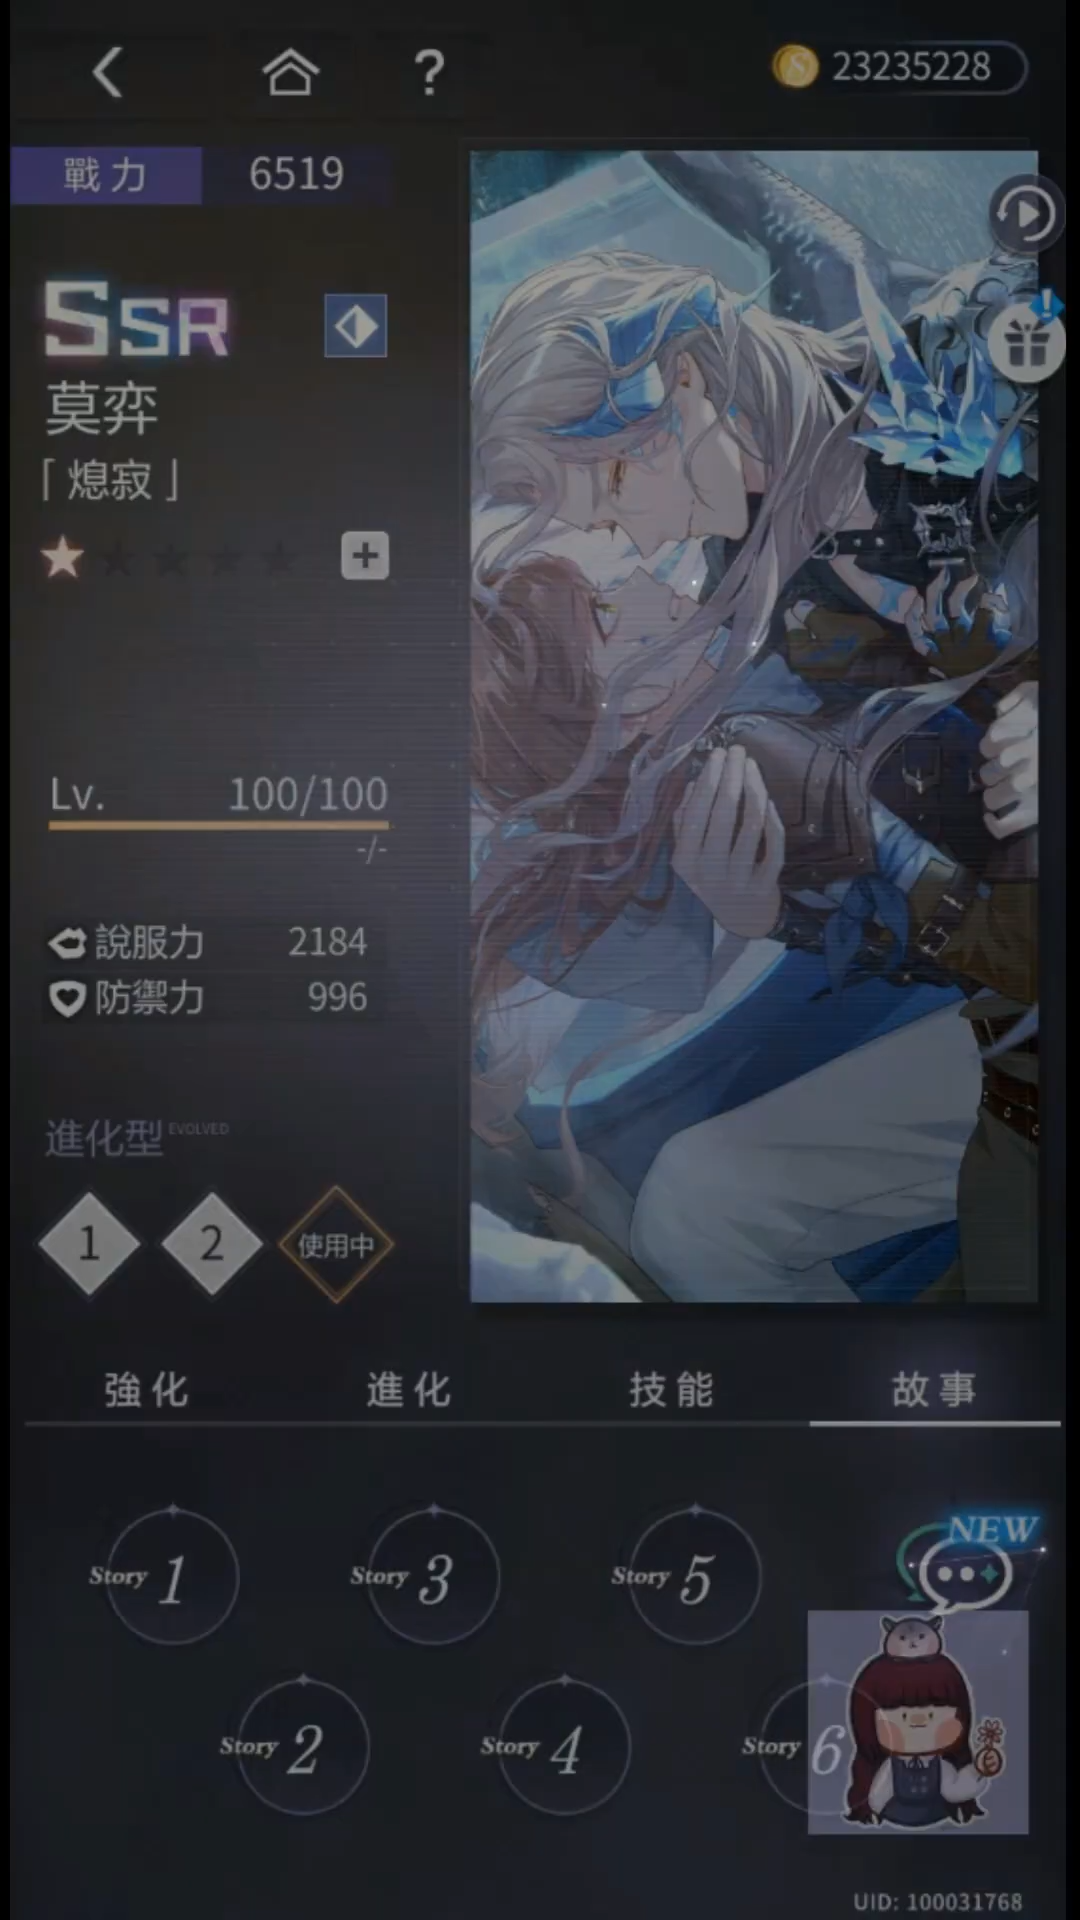 ?
23235228
戰力 6519
SSR
莫弈
「熄寂」
Lv. 100/100
-/-
說服力 2184
防禦力 996
進化型 EVOLVED
1 2 使用中
強化 進化 技能 故事
NEW
Story 1 Story 3 Story 5
Story 2 Story 4 Story 6
UID: 100031768